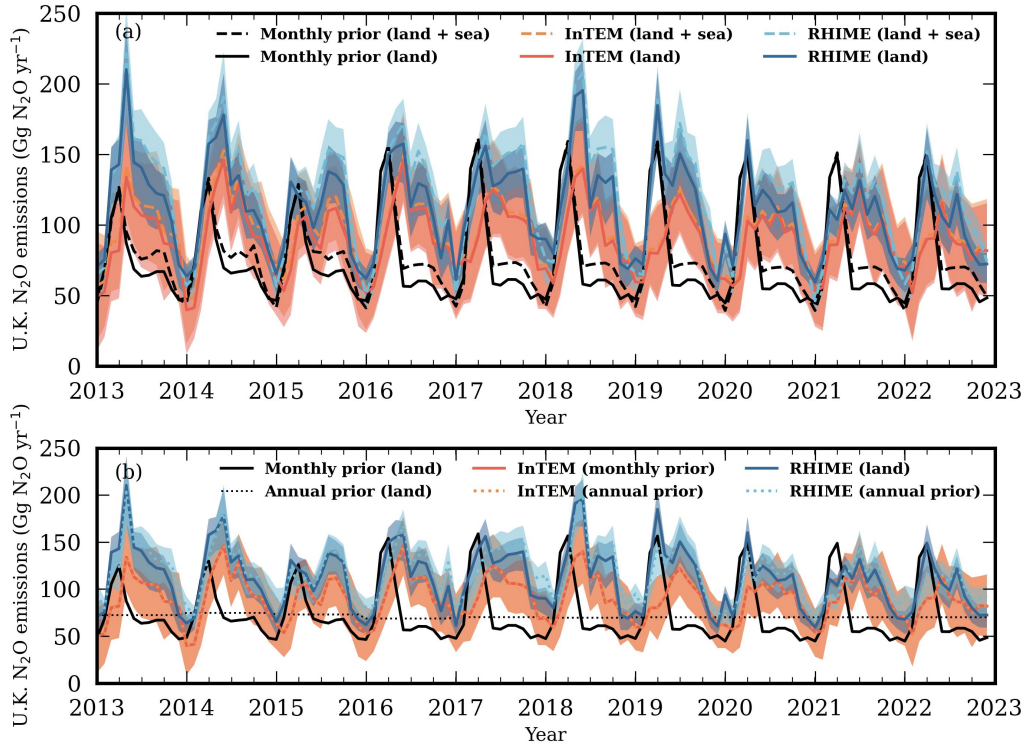 (a)
Monthly prior (land + sea) InTEM (land + sea) RHIME (land + sea)
Monthly prior (land) InTEM (land) RHIME (land)
U.K. N₂O emissions (Gg N₂O yr⁻¹)
250
200
150
100
50
0
2013 2014 2015 2016 2017 2018 2019 2020 2021 2022 2023
Year
(b)
Monthly prior (land) InTEM (monthly prior) RHIME (land)
Annual prior (land) InTEM (annual prior) RHIME (annual prior)
U.K. N₂O emissions (Gg N₂O yr⁻¹)
250
200
150
100
50
0
2013 2014 2015 2016 2017 2018 2019 2020 2021 2022 2023
Year